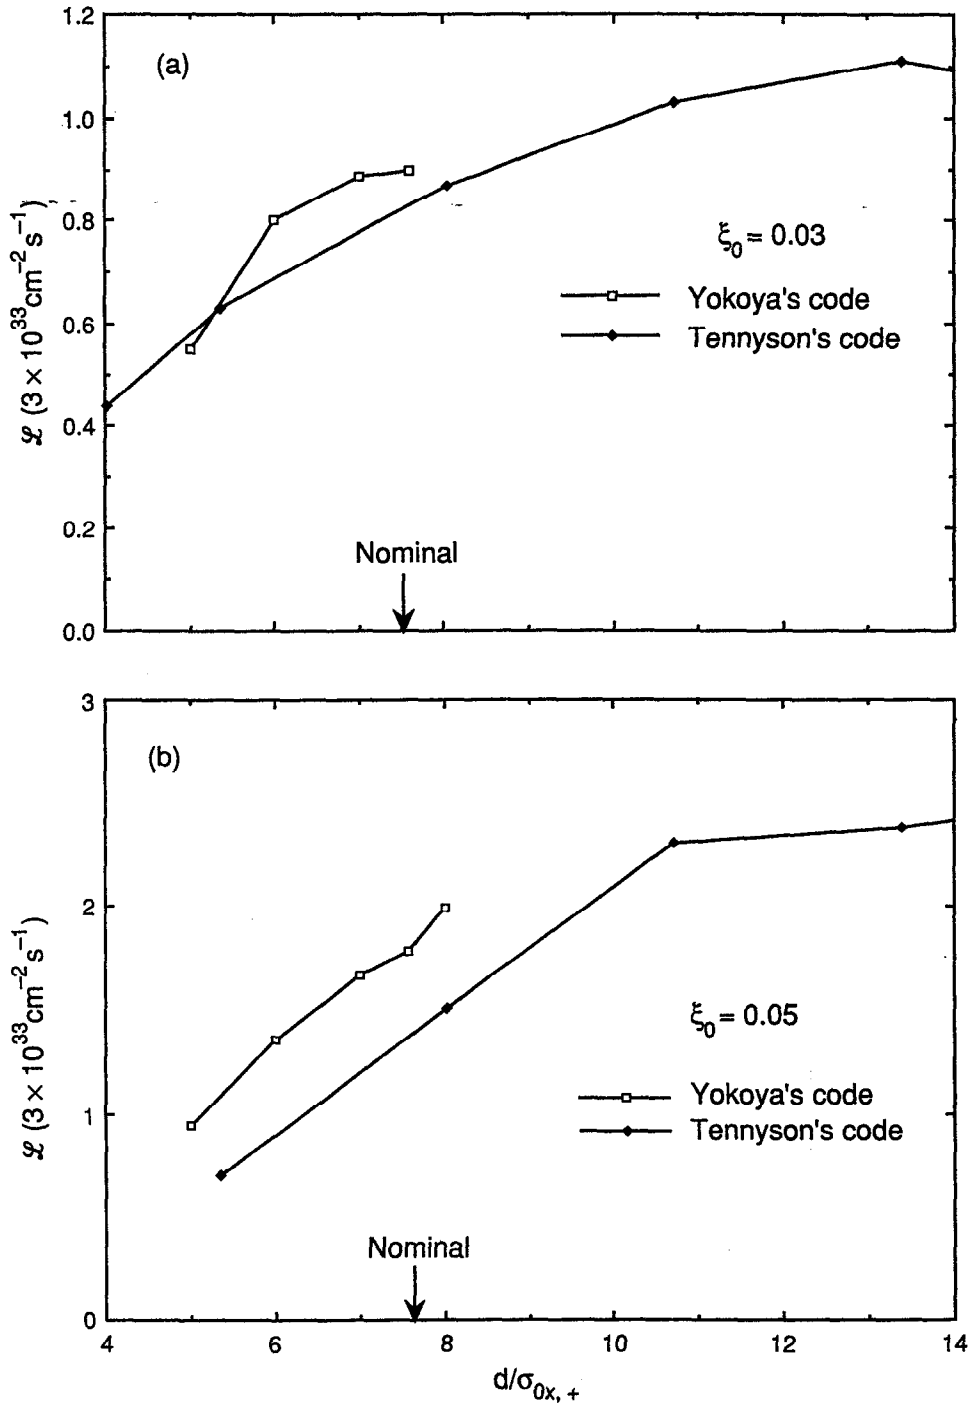 1.2
(a)
1.0
0.8
ξ0 = 0.03
Yokoya's code
0.6
Tennyson's code
ℒ (3 × 10^33 cm^−2 s^−1)
0.4
0.2
Nominal
0.0
3
(b)
2
ξ0 = 0.05
ℒ (3 × 10^33 cm^−2 s^−1)
Yokoya's code
1
Tennyson's code
Nominal
0
4 6 8 10 12 14
d/σ0x, +